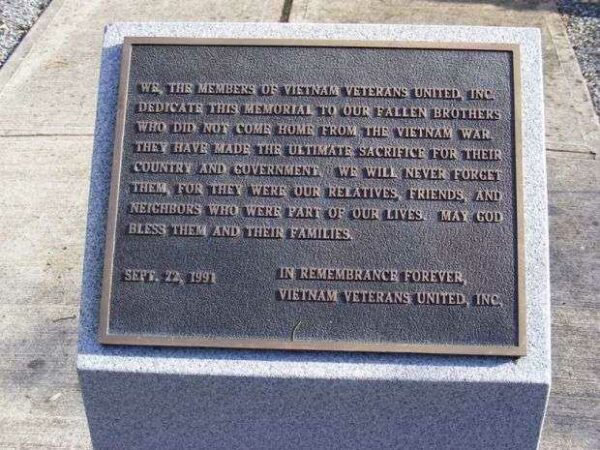 WE, THE MEMBERS OF VIETNAM VETERANS UNITED, INC.
DEDICATE THIS MEMORIAL TO OUR FALLEN BROTHERS
WHO DID NOT COME HOME FROM THE VIETNAM WAR.
THEY HAVE MADE THE ULTIMATE SACRIFICE FOR THEIR
COUNTRY AND GOVERNMENT. WE WILL NEVER FORGET
THEM, FOR THEY WERE OUR RELATIVES, FRIENDS, AND
NEIGHBORS WHO WERE PART OF OUR LIVES. MAY GOD
BLESS THEM AND THEIR FAMILIES.
SEPT. 22, 1991 IN REMEMBRANCE FOREVER,
VIETNAM VETERANS UNITED, INC.